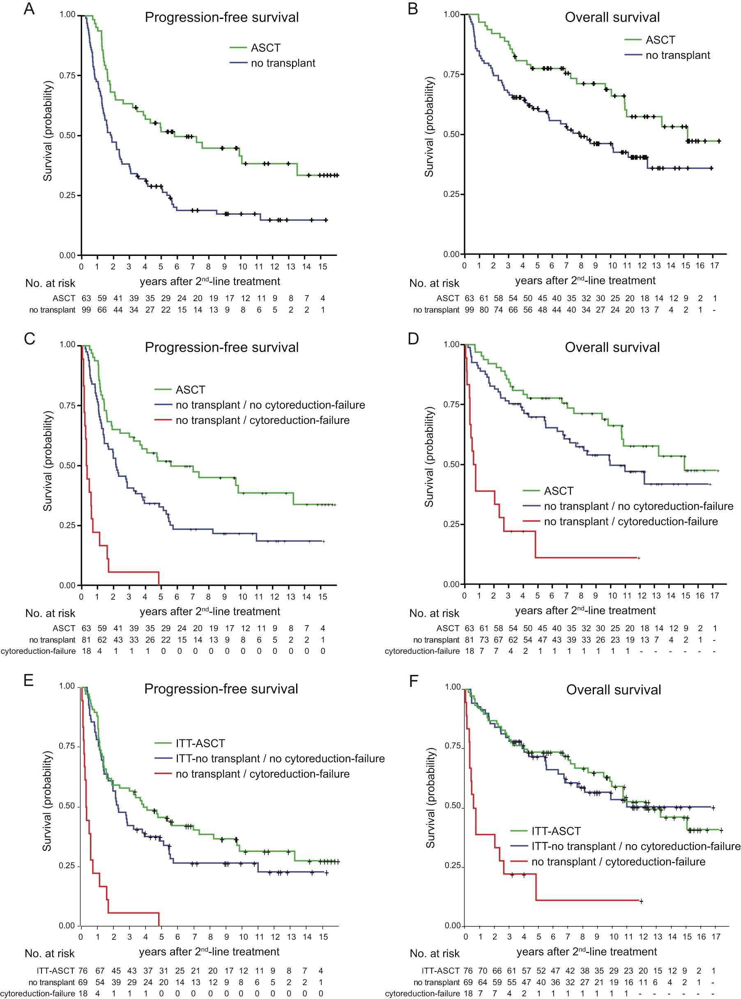 A
Progression-free survival
1.00
0.75
0.50
0.25
0.00
Survival (probability)
ASCT
no transplant
0 1 2 3 4 5 6 7 8 9 10 11 12 13 14 15
years after 2nd-line treatment
No. at risk
ASCT 63 59 41 39 35 29 24 20 19 17 12 11 9 8 7 4
no transplant 99 66 44 34 27 22 15 14 13 9 8 6 5 2 2 1
B
Overall survival
1.00
0.75
0.50
0.25
0.00
Survival (probability)
ASCT
no transplant
0 1 2 3 4 5 6 7 8 9 10 11 12 13 14 15 16 17
years after 2nd-line treatment
No. at risk
ASCT 63 61 58 54 50 45 40 35 32 30 25 20 18 14 12 9 2 1
no transplant 99 80 74 66 56 48 44 40 34 27 24 20 13 7 4 2 1 -
C
Progression-free survival
1.00
0.75
0.50
0.25
0.00
Survival (probability)
ASCT
no transplant / no cytoreduction-failure
no transplant / cytoreduction-failure
0 1 2 3 4 5 6 7 8 9 10 11 12 13 14 15
years after 2nd-line treatment
No. at risk
ASCT 63 59 41 39 35 29 24 20 19 17 12 11 9 8 7 4
no transplant 81 62 43 33 26 22 15 14 13 9 8 6 5 2 2 1
cytoreduction-failure 18 4 1 1 1 0 0 0 0 0 0 0 0 0 0 0
D
Overall survival
1.00
0.75
0.50
0.25
0.00
Survival (probability)
ASCT
no transplant / no cytoreduction-failure
no transplant / cytoreduction-failure
0 1 2 3 4 5 6 7 8 9 10 11 12 13 14 15 16 17
years after 2nd-line treatment
No. at risk
ASCT 63 61 58 54 50 45 40 35 32 30 25 20 18 14 12 9 2 1
no transplant 81 73 67 62 54 47 43 39 33 26 23 19 13 7 4 2 1 -
cytoreduction-failure 18 7 7 4 2 1 1 1 1 1 1 1 - - - - - -
E
Progression-free survival
1.00
0.75
0.50
0.25
0.00
Survival (probability)
ITT-ASCT
ITT-no transplant / no cytoreduction-failure
no transplant / cytoreduction-failure
0 1 2 3 4 5 6 7 8 9 10 11 12 13 14 15
years after 2nd-line treatment
No. at risk
ITT-ASCT 76 67 45 43 37 31 25 21 20 17 12 11 9 8 7 4
no transplant 69 54 39 29 24 20 14 13 12 9 8 6 5 2 2 1
cytoreduction-failure 18 4 1 1 1 0 0 0 0 0 0 0 0 0 0 0
F
Overall survival
1.00
0.75
0.50
0.25
0.00
Survival (probability)
ITT-ASCT
ITT-no transplant / no cytoreduction-failure
no transplant / cytoreduction-failure
0 1 2 3 4 5 6 7 8 9 10 11 12 13 14 15 16 17
years after 2nd-line treatment
No. at risk
ITT-ASCT 76 70 66 61 57 52 47 42 38 35 29 23 20 15 12 9 2 1
no transplant 69 64 59 55 47 40 36 32 27 21 19 16 11 6 4 2 1 -
cytoreduction-failure 18 7 7 4 2 1 1 1 1 1 1 1 - - - - - -